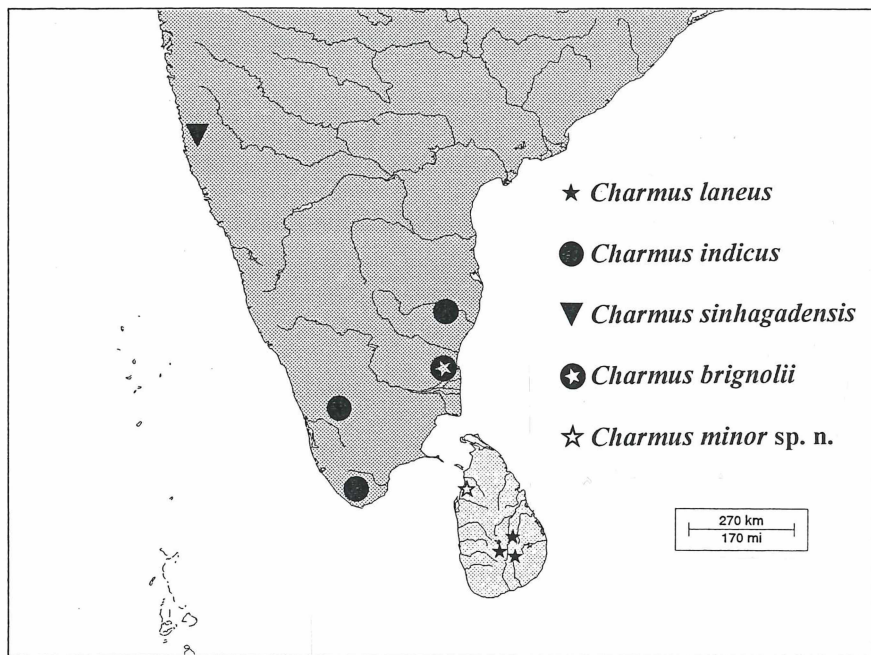 Charmus laneus
Charmus indicus
Charmus sinhagadensis
Charmus brignolii
Charmus minor sp. n.
270 km
170 mi